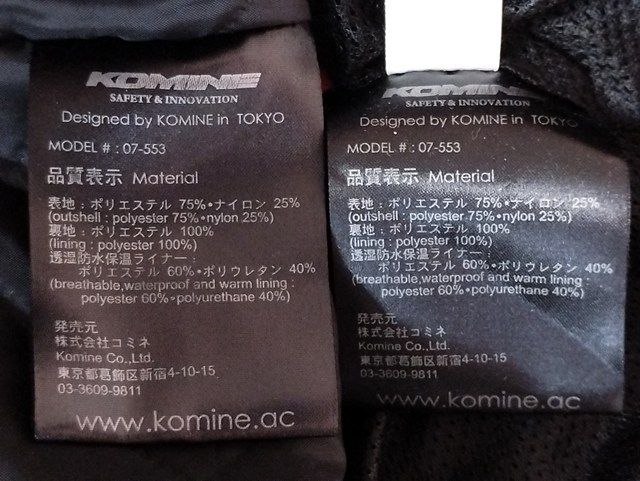 KOMINE
SAFETY & INNOVATION
Designed by KOMINE in TOKYO
MODEL # : 07-553
品質表示 Material
表地 : ポリエステル 75%・ナイロン 25%
(outshell : polyester 75%・nylon 25%)
裏地 : ポリエステル 100%
(lining : polyester 100%)
透湿防水保温ライナー :
ポリエステル 60%・ポリウレタン 40%
(breathable,waterproof and warm lining :
polyester 60%・polyurethane 40%)
発売元
株式会社コミネ
Komine Co.,Ltd.
東京都葛飾区新宿4-10-15
03-3609-9811
www.komine.ac
KOMINE
SAFETY & INNOVATION
Designed by KOMINE in TOKYO
MODEL # : 07-553
品質表示 Material
表地 : ポリエステル 75%・ナイロン 25%
(outshell : polyester 75%・nylon 25%)
裏地 : ポリエステル 100%
(lining : polyester 100%)
透湿防水保温ライナー :
ポリエステル 60%・ポリウレタン 40%
(breathable,waterproof and warm lining :
polyester 60%・polyurethane 40%)
発売元
株式会社コミネ
Komine Co.,Ltd.
東京都葛飾区新宿4-10-15
03-3609-9811
www.komine.ac